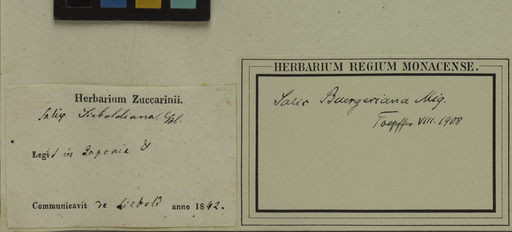 Herbarium Zuccarinii.
Salix Sieboldiana Bl.
Legit in Japonia
Communicavit de Siebold anno 1842.
HERBARIUM REGIUM MONACENSE.
Salix Buergeriana Miq.
Toepffer VIII. 1908